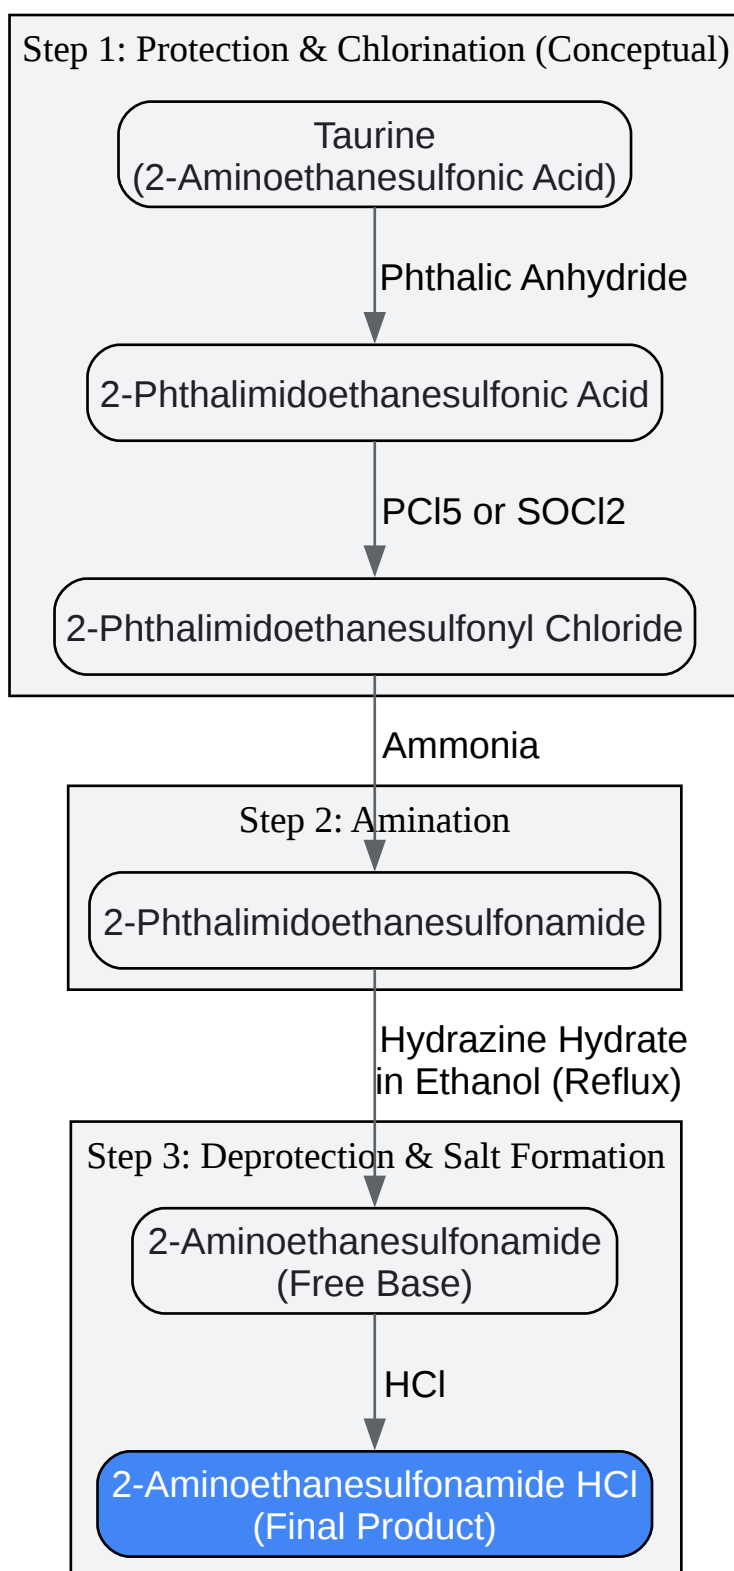 Step 1: Protection & Chlorination (Conceptual)
Taurine
(2-Aminoethanesulfonic Acid)
Phthalic Anhydride
2-Phthalimidoethanesulfonic Acid
PCl5 or SOCl2
2-Phthalimidoethanesulfonyl Chloride
Ammonia
Step 2: Amination
2-Phthalimidoethanesulfonamide
Hydrazine Hydrate
in Ethanol (Reflux)
Step 3: Deprotection & Salt Formation
2-Aminoethanesulfonamide
(Free Base)
HCl
2-Aminoethanesulfonamide HCl
(Final Product)